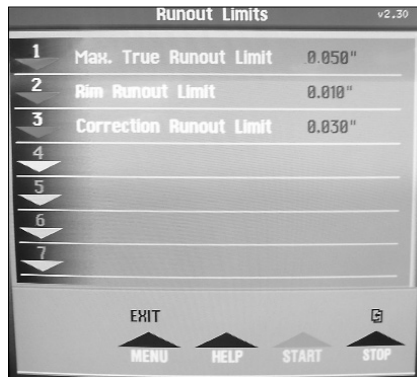 Runout Limits v2.30
1 Max. True Runout Limit 0.050"
2 Rim Runout Limit 0.010"
3 Correction Runout Limit 0.030"
4
5
6
7
EXIT
MENU HELP START STOP